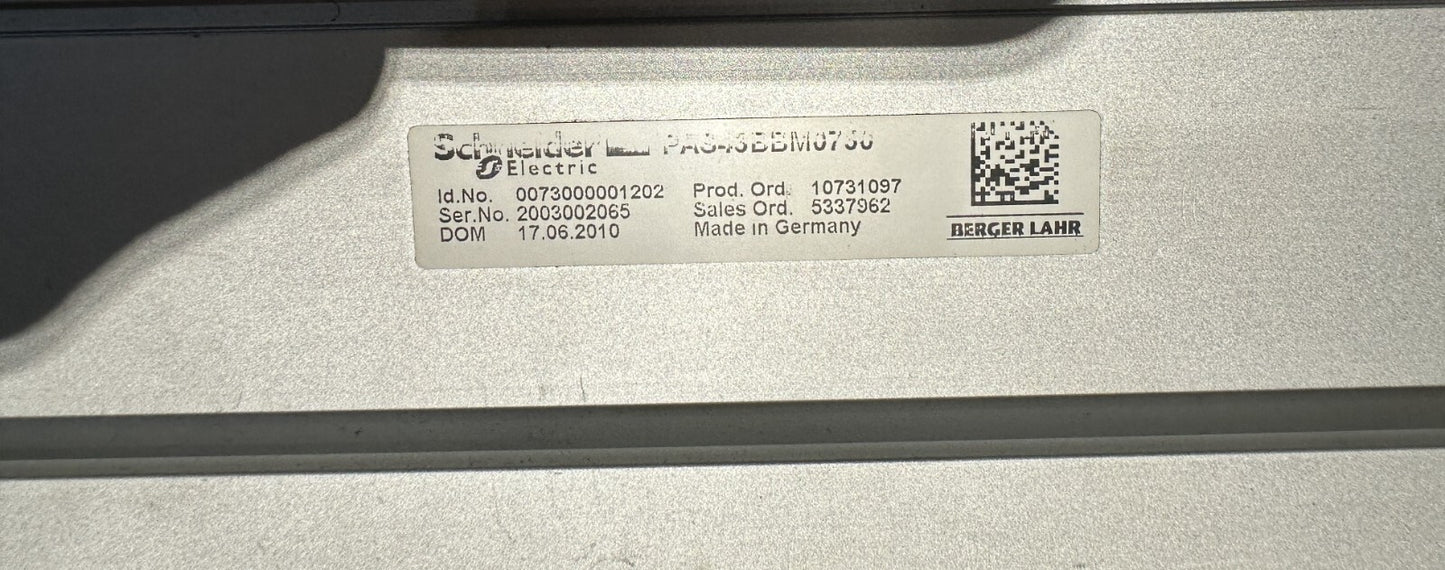 Schneider PAS43BBM0750
Electric
Id.No. 0073000001202 Prod. Ord. 10731097
Ser.No. 2003002065 Sales Ord. 5337962
DOM 17.06.2010 Made in Germany
BERGER LAHR